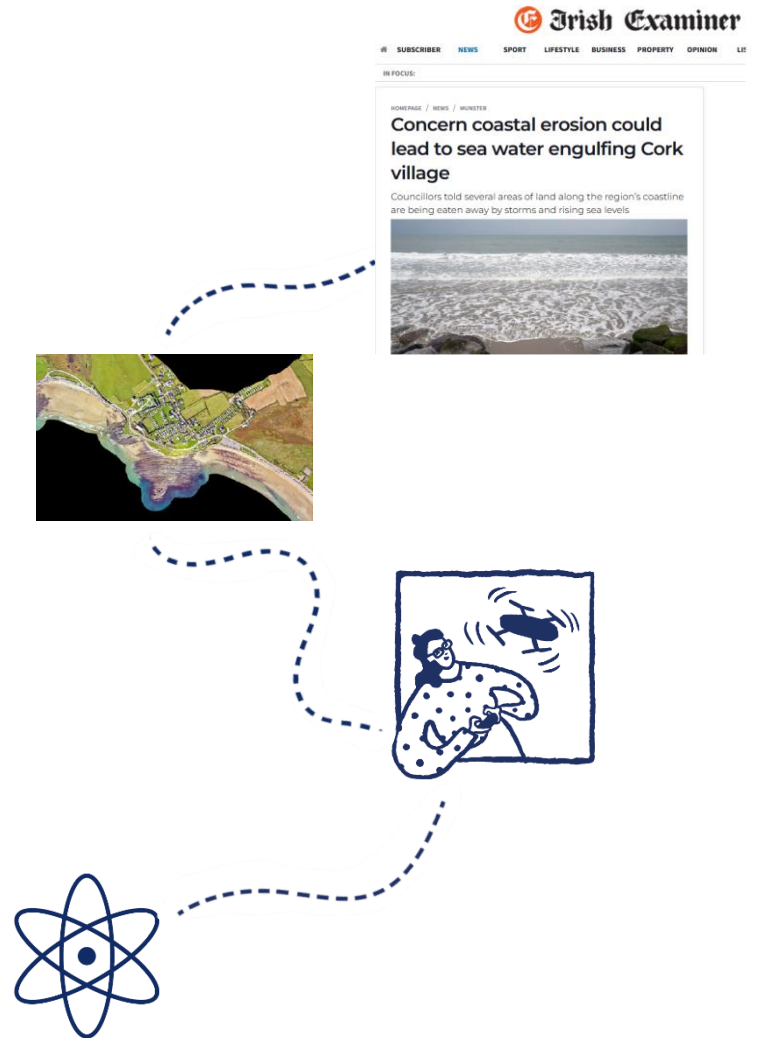 Irish Examiner
SUBSCRIBER NEWS SPORT LIFESTYLE BUSINESS PROPERTY OPINION
IN FOCUS:
HOMEPAGE / NEWS / MUNSTER
Concern coastal erosion could
lead to sea water engulfing Cork
village
Councillors told several areas of land along the region's coastline
are being eaten away by storms and rising sea levels